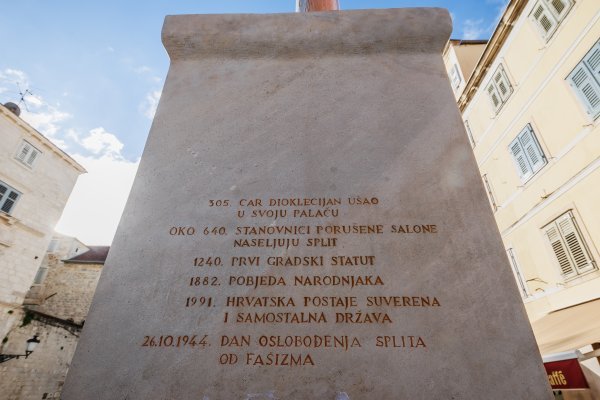 305. CAR DIOKLECIJAN UŠAO
U SVOJU PALAČU
OKO 640. STANOVNICI PORUŠENE SALONE
NASELJUJU SPLIT
1240. PRVI GRADSKI STATUT
1882. POBJEDA NARODNJAKA
1991. HRVATSKA POSTAJE SUVERENA
I SAMOSTALNA DRŽAVA
26.10.1944. DAN OSLOBOĐENJA SPLITA
OD FAŠIZMA
affé